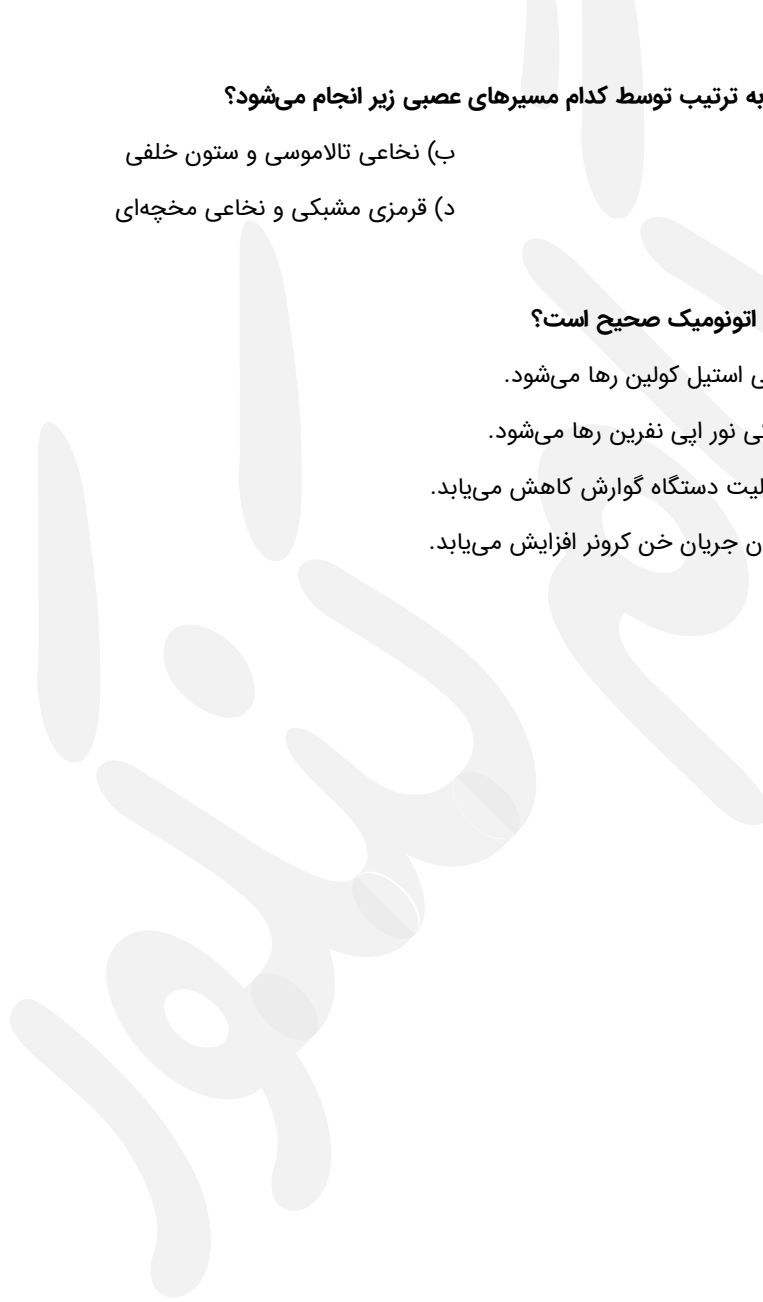 به ترتیب توسط کدام مسیرهای عصبی زیر انجام می‌شود؟
ب) نخاعی تالاموسی و ستون خلفی
د) قرمزی مشبکی و نخاعی مخچه‌ای
اتونومیک صحیح است؟
استیل کولین رها می‌شود.
نور اپی نفرین رها می‌شود.
دستگاه گوارش کاهش می‌یابد.
جریان خن کرونر افزایش می‌یابد.